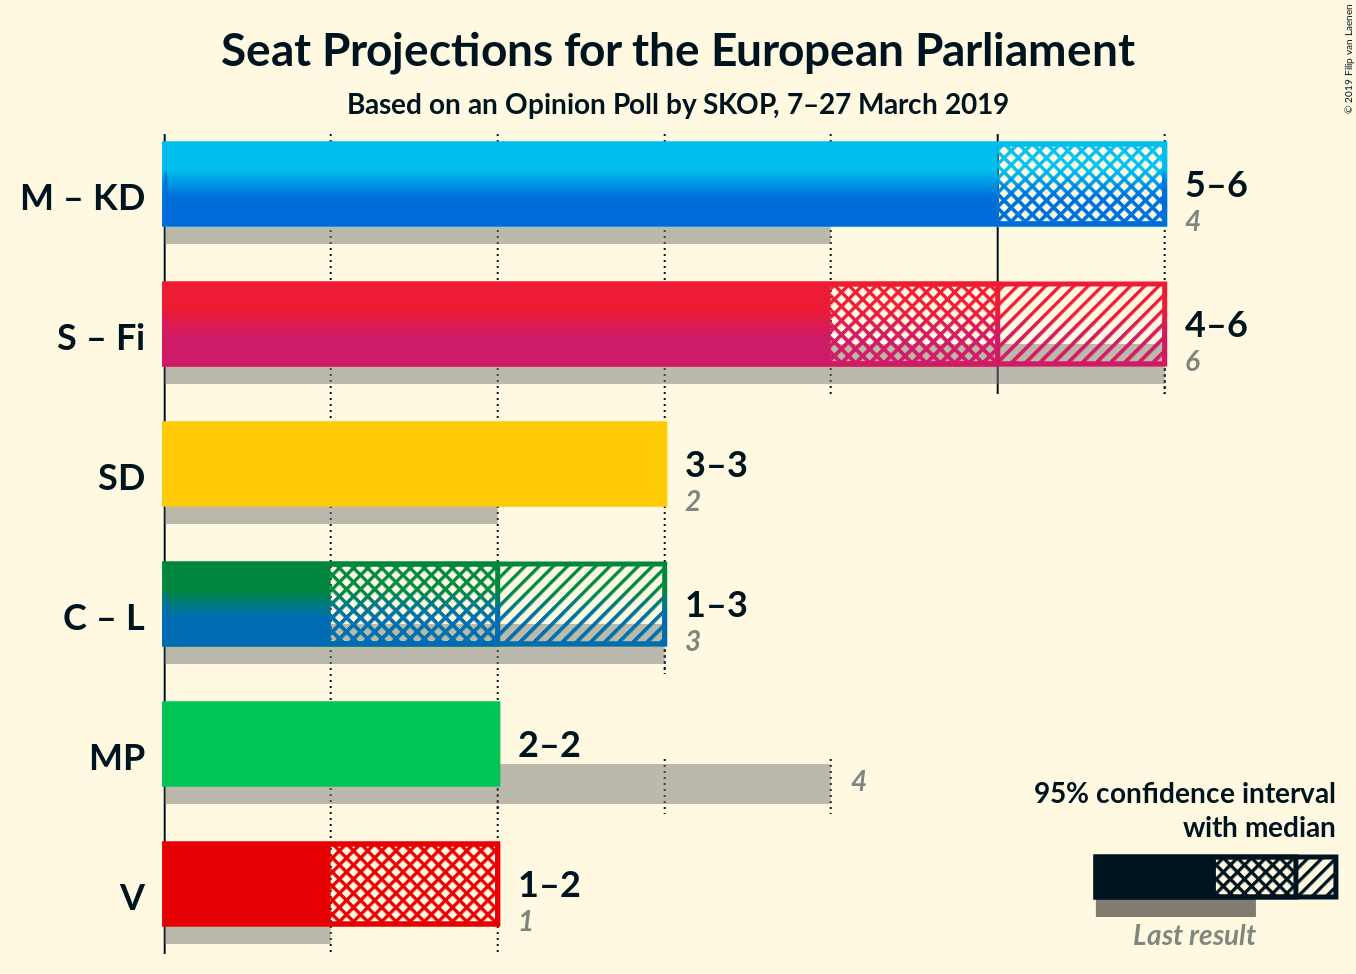 Seat Projections for the European Parliament
Based on an Opinion Poll by SKOP, 7–27 March 2019
© 2019 Filip van Laenen
M – KD
5–6
4
S – Fi
4–6
6
SD
3–3
2
C – L
1–3
3
MP
2–2
4
V
1–2
1
95% confidence interval
with median
Last result